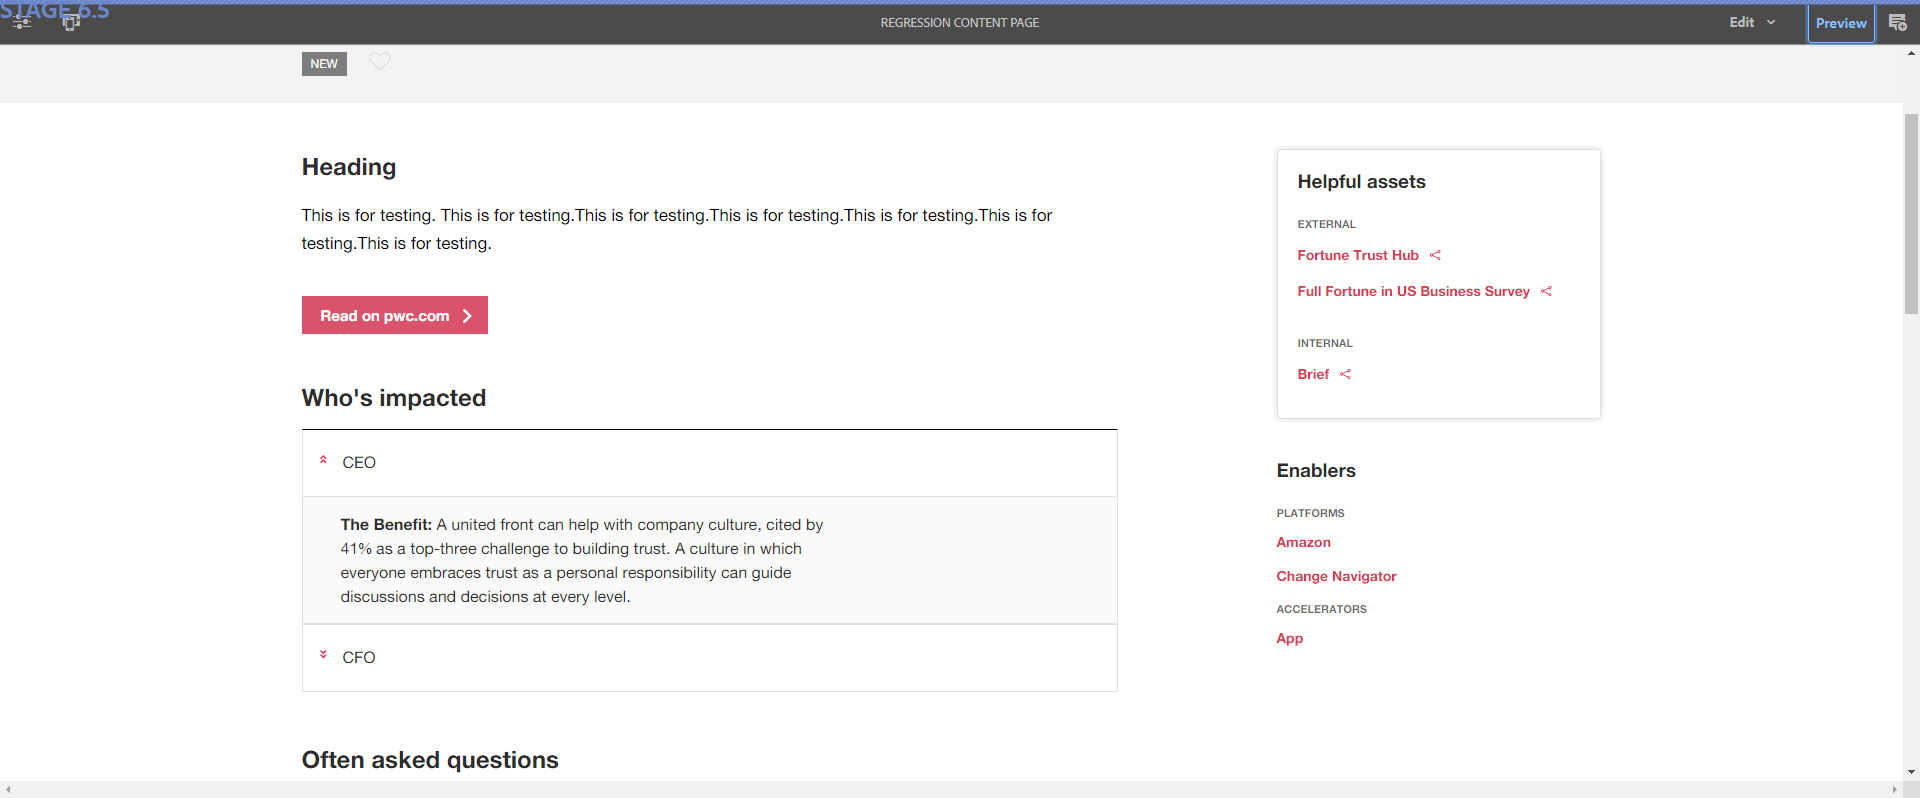 STAGE 6.5
REGRESSION CONTENT PAGE
Edit
Preview
NEW
Heading
This is for testing. This is for testing.This is for testing.This is for testing.This is for testing.This is for
testing.This is for testing.
Read on pwc.com
Who's impacted
CEO
The Benefit: A united front can help with company culture, cited by
41% as a top-three challenge to building trust. A culture in which
everyone embraces trust as a personal responsibility can guide
discussions and decisions at every level.
CFO
Often asked questions
Helpful assets
EXTERNAL
Fortune Trust Hub
Full Fortune in US Business Survey
INTERNAL
Brief
Enablers
PLATFORMS
Amazon
Change Navigator
ACCELERATORS
App